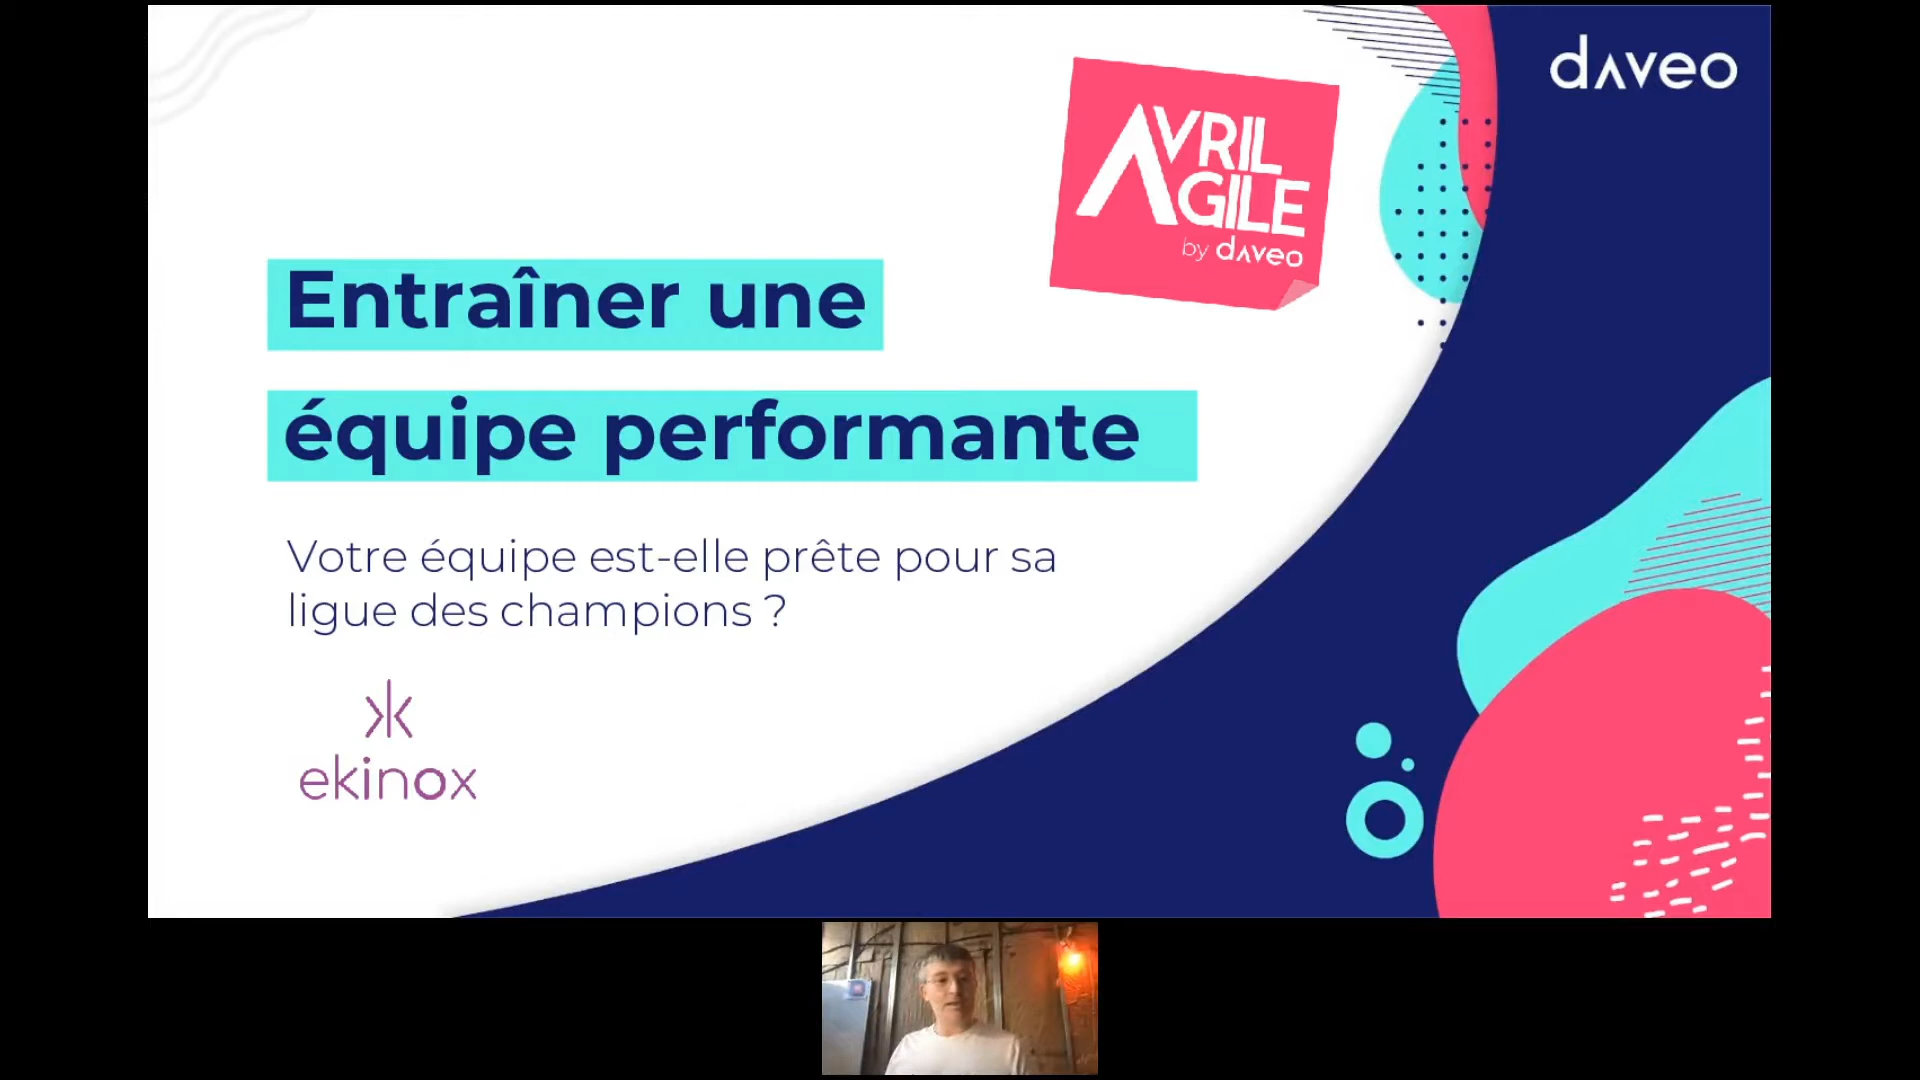 dAveo
AVRIL
AGILE
by dAveo
Entraîner une
équipe performante
Votre équipe est-elle prête pour sa
ligue des champions ?
ekinox